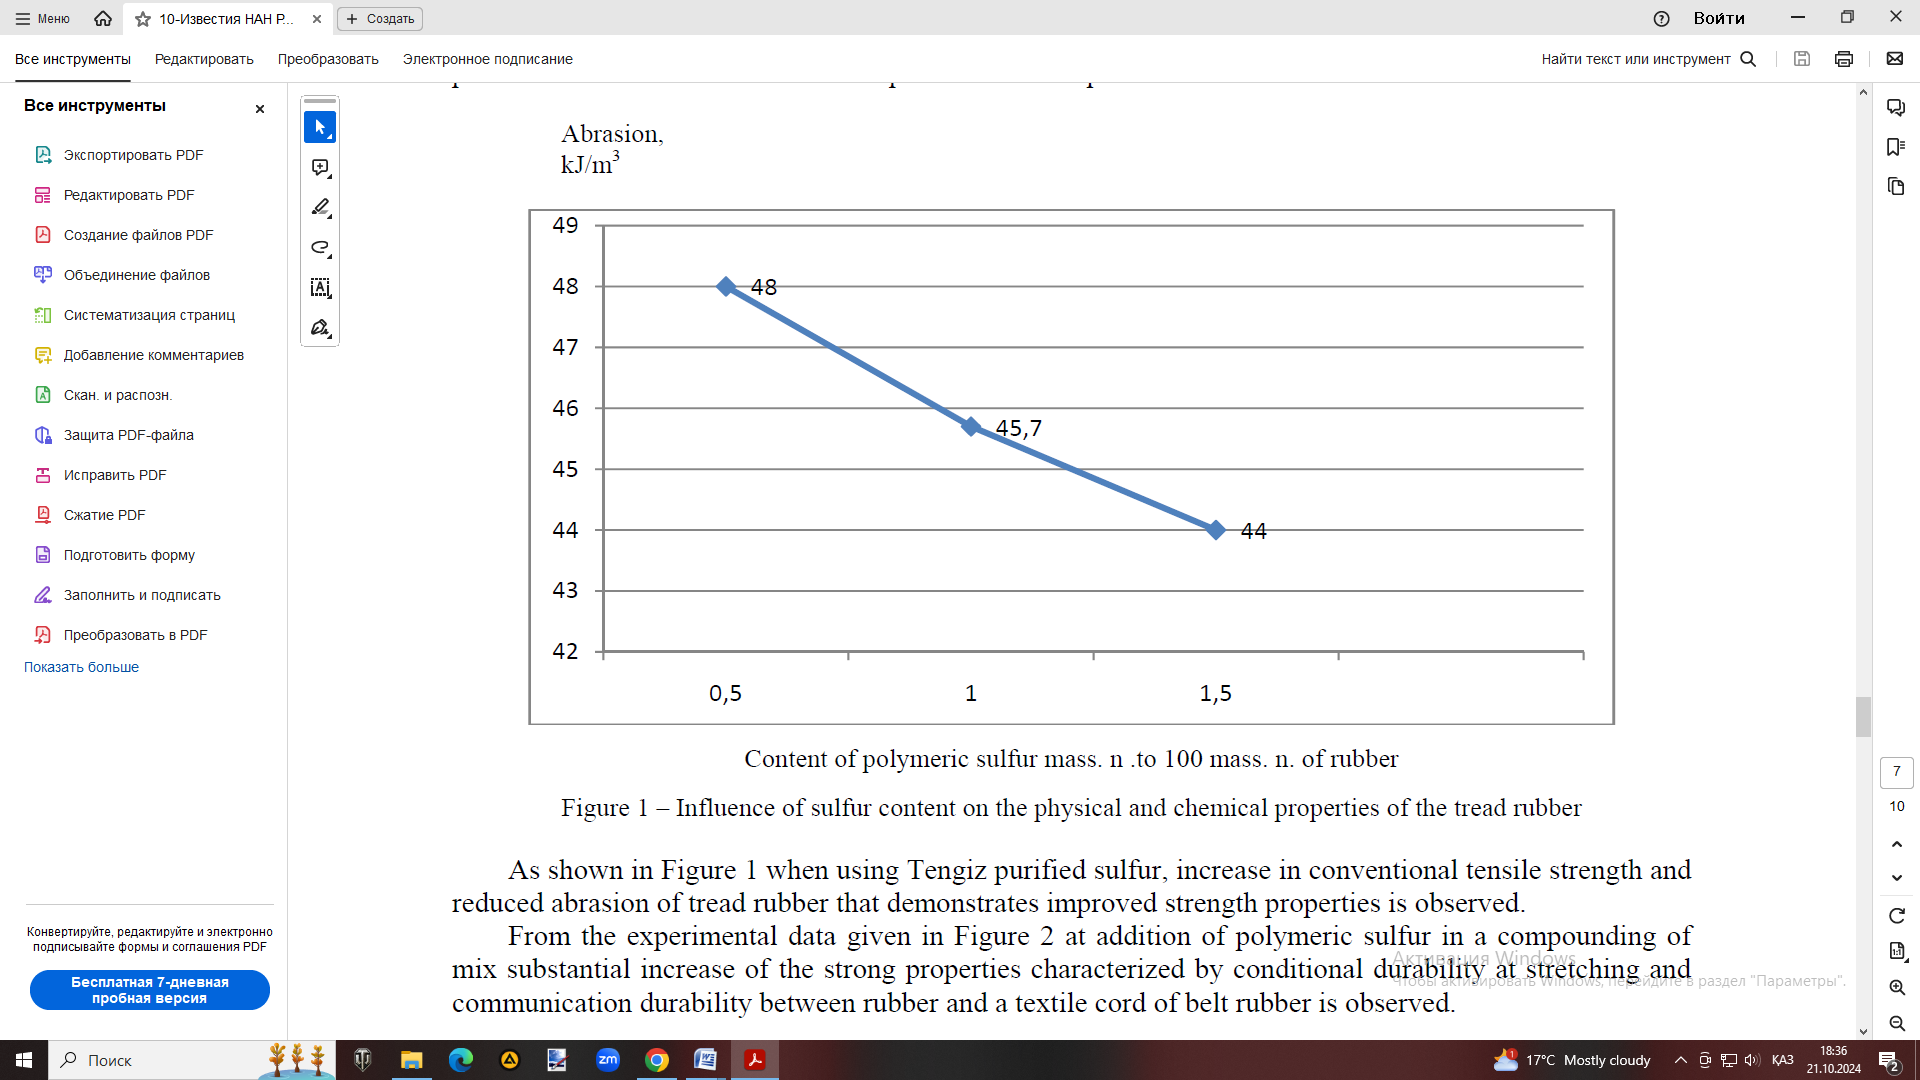 Меню
10-Известия НАН Р...
Создать
Войти
Все инструменты
Редактировать
Преобразовать
Электронное подписание
Найти текст или инструмент
Все инструменты
Экспортировать PDF
Редактировать PDF
Создание файлов PDF
Объединение файлов
Систематизация страниц
Добавление комментариев
Скан. и распозн.
Защита PDF-файла
Исправить PDF
Сжатие PDF
Подготовить форму
Заполнить и подписать
Преобразовать в PDF
Показать больше
Конвертируйте, редактируйте и электронно
подписывайте формы и соглашения PDF
Бесплатная 7-дневная
пробная версия
Abrasion,
kJ/m³
49
48
47
46
45
44
43
42
48
45,7
44
0,5
1
1,5
Content of polymeric sulfur mass. n .to 100 mass. n. of rubber
Figure 1 – Influence of sulfur content on the physical and chemical properties of the tread rubber
As shown in Figure 1 when using Tengiz purified sulfur, increase in conventional tensile strength and
reduced abrasion of tread rubber that demonstrates improved strength properties is observed.
From the experimental data given in Figure 2 at addition of polymeric sulfur in a compounding of
mix substantial increase of the strong properties characterized by conditional durability at stretching and
communication durability between rubber and a textile cord of belt rubber is observed.
Активация Windows
Чтобы активировать Windows, перейдите в раздел "Параметры".
7
10
Поиск
zm
1
17°C Mostly cloudy
ҚАЗ
18:36
21.10.2024
2